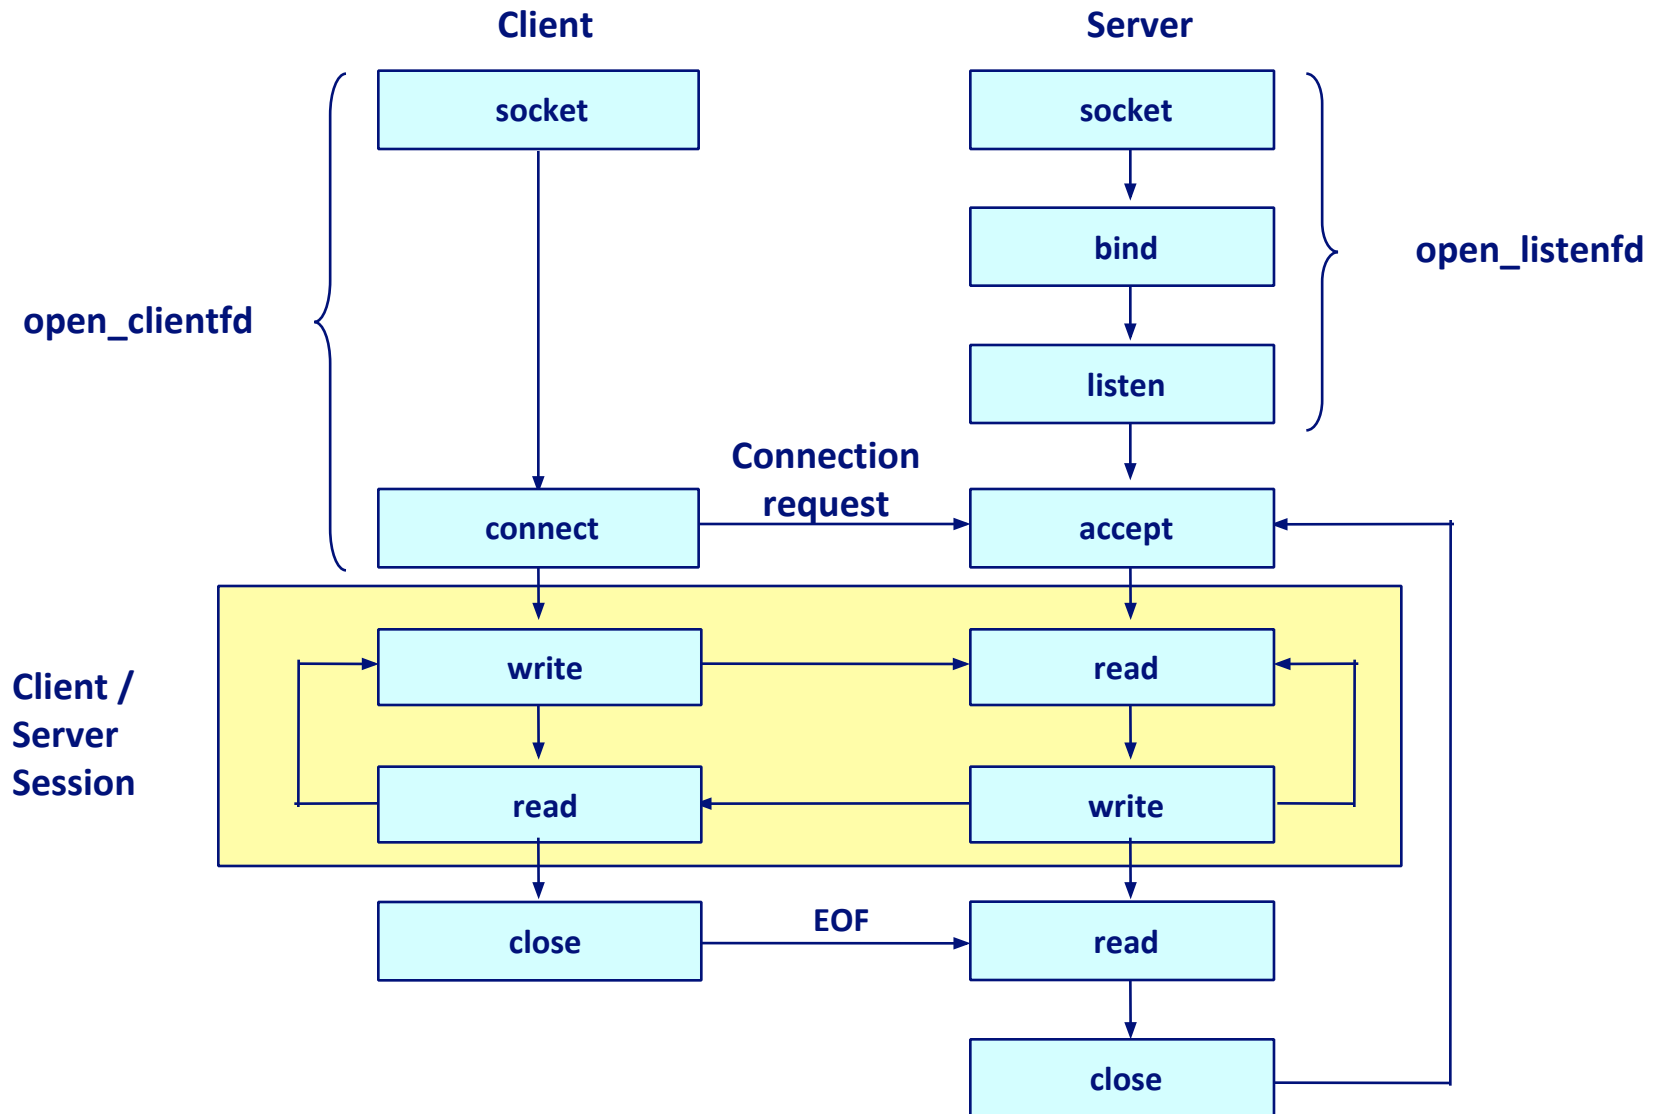 Client
Server
socket
socket
bind
open_listenfd
open_clientfd
listen
Connection
request
connect
accept
Client /
Server
Session
write
read
read
write
EOF
close
read
close